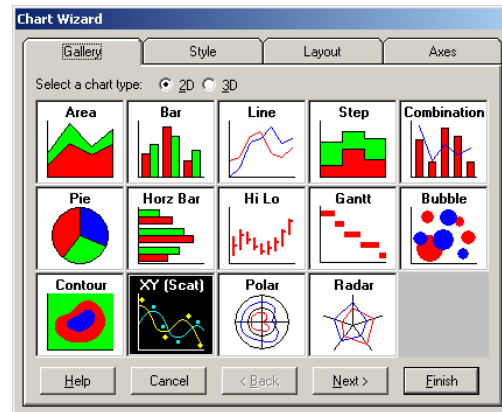 Chart Wizard
Gallery Style Layout Axes
Select a chart type: 2D 3D
Area Bar Line Step Combination
Pie Horz Bar Hi Lo Gantt Bubble
Contour XY (Scat) Polar Radar
Help Cancel < Back Next > Finish